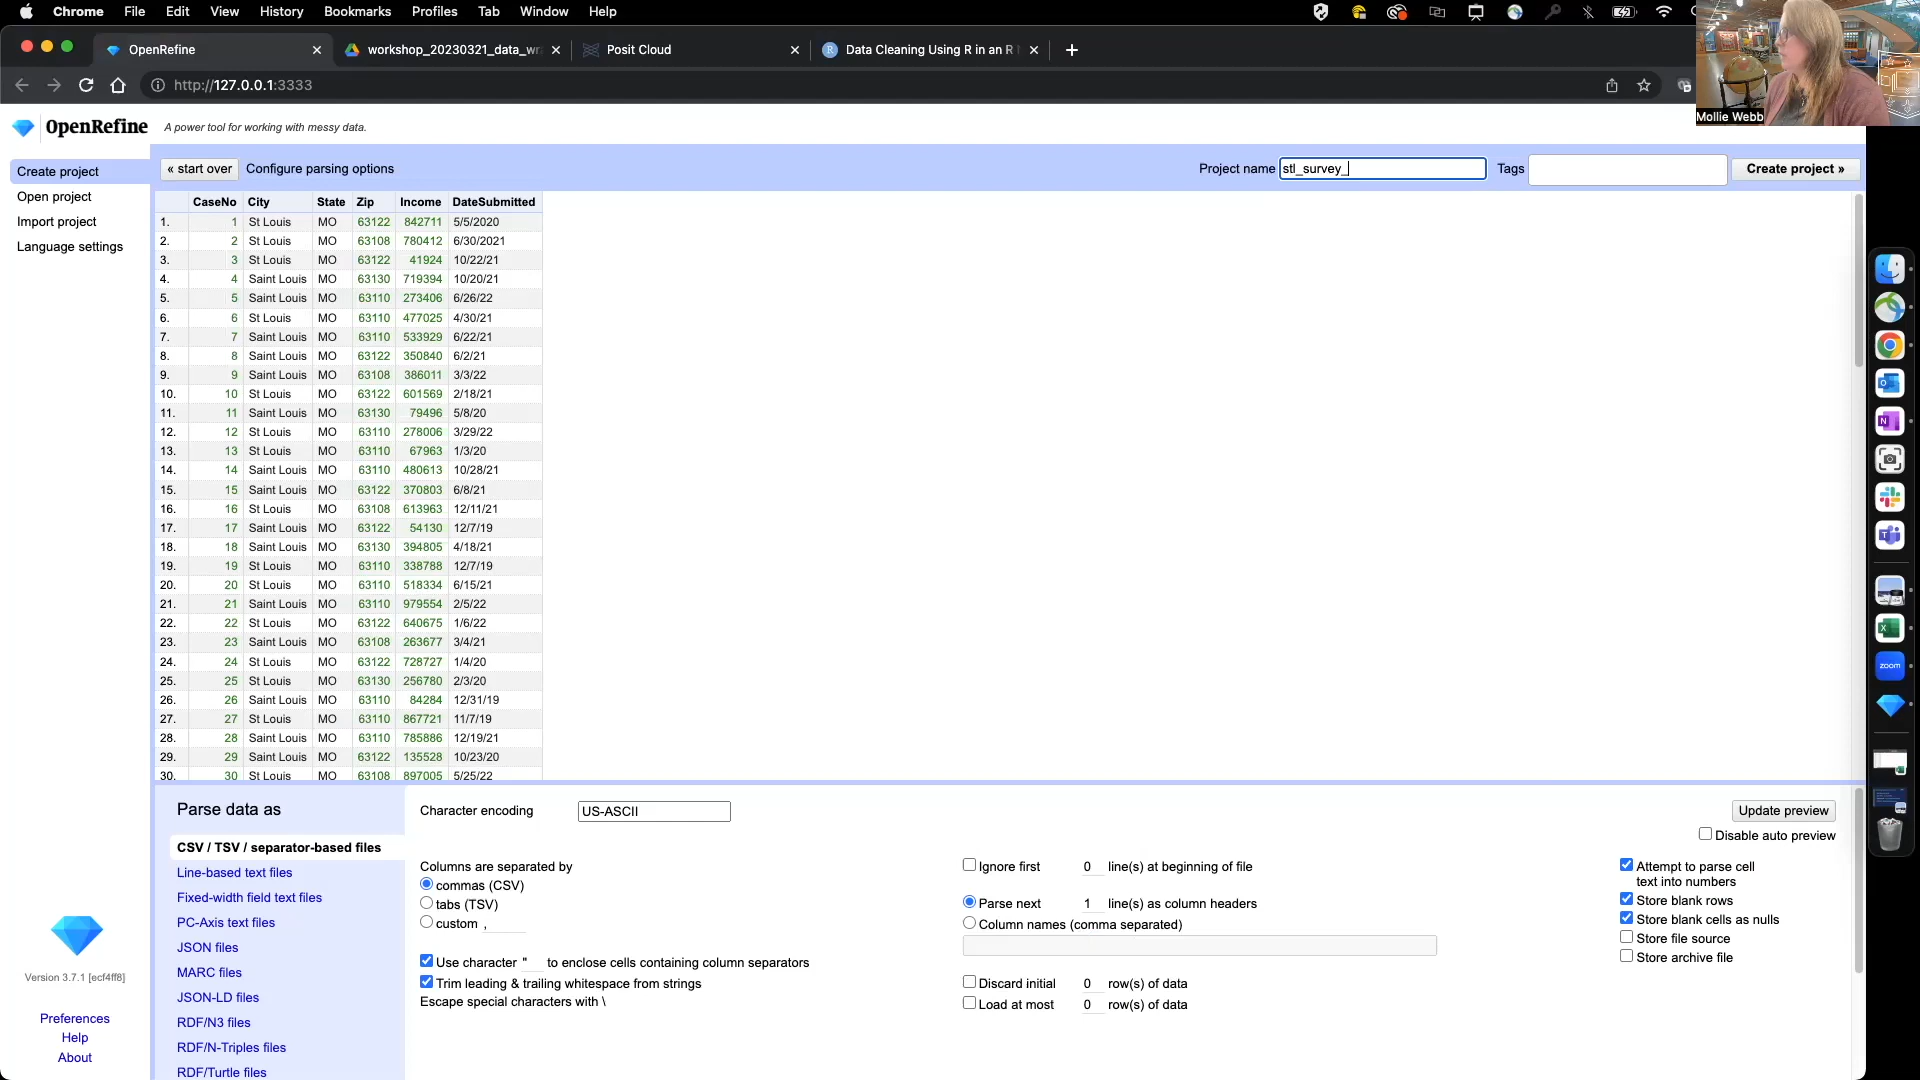 Chrome File Edit View History Bookmarks Profiles Tab Window Help
OpenRefine
workshop_20230321_data_wr
Posit Cloud
Data Cleaning Using R in an R
http://127.0.0.1:3333
Mollie Webb
OpenRefine A power tool for working with messy data.
Create project
Open project
Import project
Language settings
« start over Configure parsing options Project name stl_survey_ Tags Create project »
CaseNo City State Zip Income DateSubmitted
1. 1 St Louis MO 63122 842711 5/5/2020
2. 2 St Louis MO 63108 780412 6/30/2021
3. 3 St Louis MO 63122 41924 10/22/21
4. 4 Saint Louis MO 63130 719394 10/20/21
5. 5 Saint Louis MO 63110 273406 6/26/22
6. 6 St Louis MO 63110 477025 4/30/21
7. 7 Saint Louis MO 63110 533929 6/22/21
8. 8 Saint Louis MO 63122 350840 6/2/21
9. 9 Saint Louis MO 63108 386011 3/3/22
10. 10 St Louis MO 63122 601569 2/18/21
11. 11 Saint Louis MO 63130 79496 5/8/20
12. 12 St Louis MO 63110 278006 3/29/22
13. 13 St Louis MO 63110 67963 1/3/20
14. 14 Saint Louis MO 63110 480613 10/28/21
15. 15 Saint Louis MO 63122 370803 6/8/21
16. 16 St Louis MO 63108 613963 12/11/21
17. 17 Saint Louis MO 63122 54130 12/7/19
18. 18 Saint Louis MO 63130 394805 4/18/21
19. 19 St Louis MO 63110 338788 12/7/19
20. 20 St Louis MO 63110 518334 6/15/21
21. 21 Saint Louis MO 63110 979554 2/5/22
22. 22 St Louis MO 63122 640675 1/6/22
23. 23 Saint Louis MO 63108 263677 3/4/21
24. 24 St Louis MO 63122 728727 1/4/20
25. 25 St Louis MO 63130 256780 2/3/20
26. 26 Saint Louis MO 63110 84284 12/31/19
27. 27 St Louis MO 63110 867721 11/7/19
28. 28 Saint Louis MO 63110 785886 12/19/21
29. 29 Saint Louis MO 63122 135528 10/23/20
30. 30 St Louis MO 63108 897005 5/25/22
Parse data as
CSV / TSV / separator-based files
Line-based text files
Fixed-width field text files
PC-Axis text files
JSON files
MARC files
JSON-LD files
RDF/N3 files
RDF/N-Triples files
RDF/Turtle files
Character encoding US-ASCII
Update preview
Disable auto preview
Columns are separated by
commas (CSV)
tabs (TSV)
custom ,
Use character " to enclose cells containing column separators
Trim leading & trailing whitespace from strings
Escape special characters with \
Ignore first 0 line(s) at beginning of file
Parse next 1 line(s) as column headers
Column names (comma separated)
Discard initial 0 row(s) of data
Load at most 0 row(s) of data
Attempt to parse cell
text into numbers
Store blank rows
Store blank cells as nulls
Store file source
Store archive file
Version 3.7.1 [ecf4ff8]
Preferences
Help
About
zoom